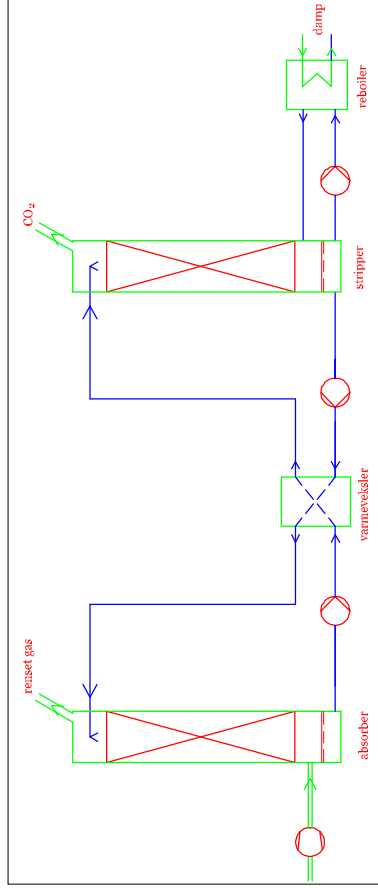 renset gas
CO₂
damp
absorber
varmeveksler
stripper
reboiler